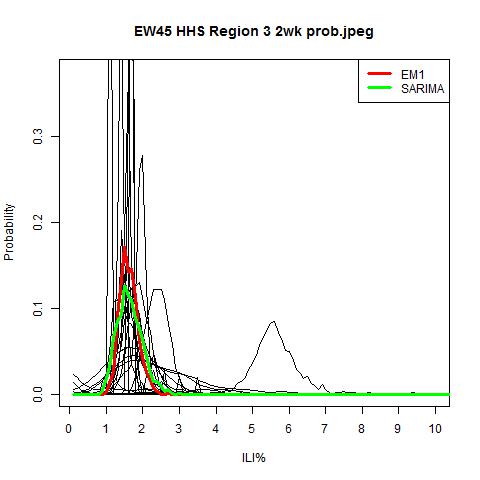 EW45 HHS Region 3 2wk prob.jpeg
EM1
SARIMA
0.3
0.2
0.1
0.0
Probability
0 1 2 3 4 5 6 7 8 9 10
ILI%